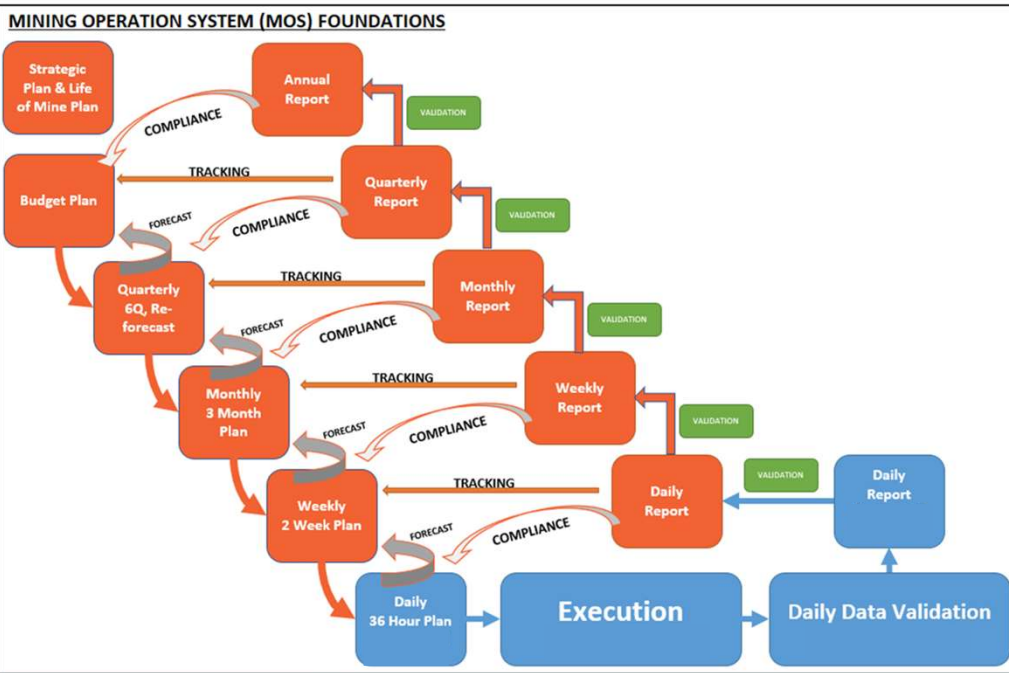 MINING OPERATION SYSTEM (MOS) FOUNDATIONS
Strategic
Plan & Life
of Mine Plan
Annual
Report
VALIDATION
COMPLIANCE
Budget Plan
TRACKING
Quarterly
Report
VALIDATION
FORECAST
COMPLIANCE
Quarterly
6Q, Re-
forecast
TRACKING
Monthly
Report
VALIDATION
FORECAST
COMPLIANCE
Monthly
3 Month
Plan
TRACKING
Weekly
Report
VALIDATION
FORECAST
COMPLIANCE
Weekly
2 Week Plan
TRACKING
Daily
Report
VALIDATION
Daily
Report
FORECAST
COMPLIANCE
Daily
36 Hour Plan
Execution
Daily Data Validation